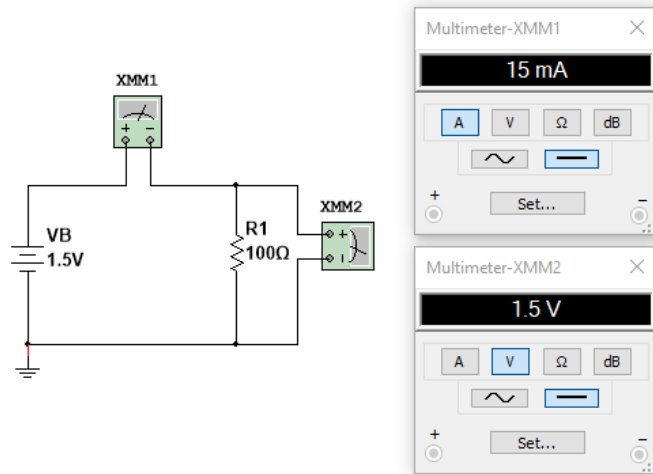 XMM1
+ −
VB
1.5V
R1
100Ω
XMM2
+
−
Multimeter-XMM1
15 mA
A V Ω dB
+ −
Set...
Multimeter-XMM2
1.5 V
A V Ω dB
+ −
Set...